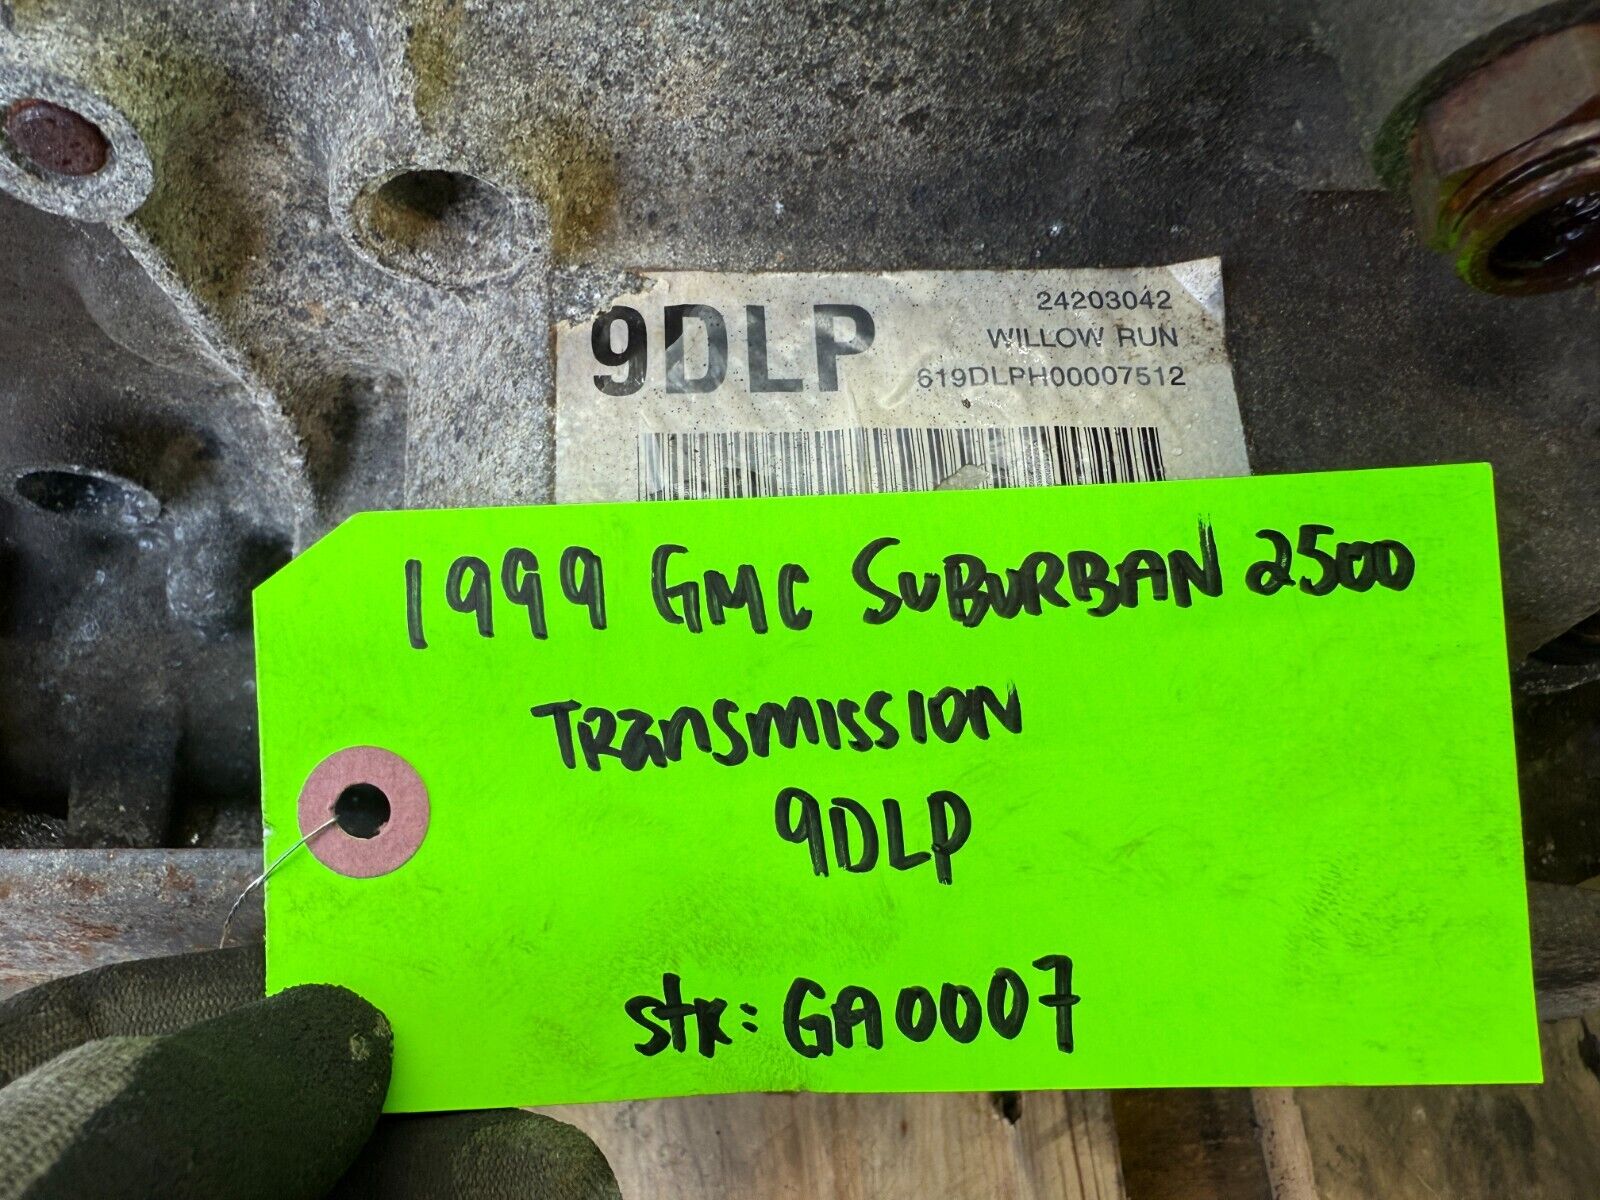 9DLP
24203042
WILLOW RUN
619DLPH00007512
1999 GMC SUBURBAN 2500
TRANSMISSION
9DLP
Stk: GA0007